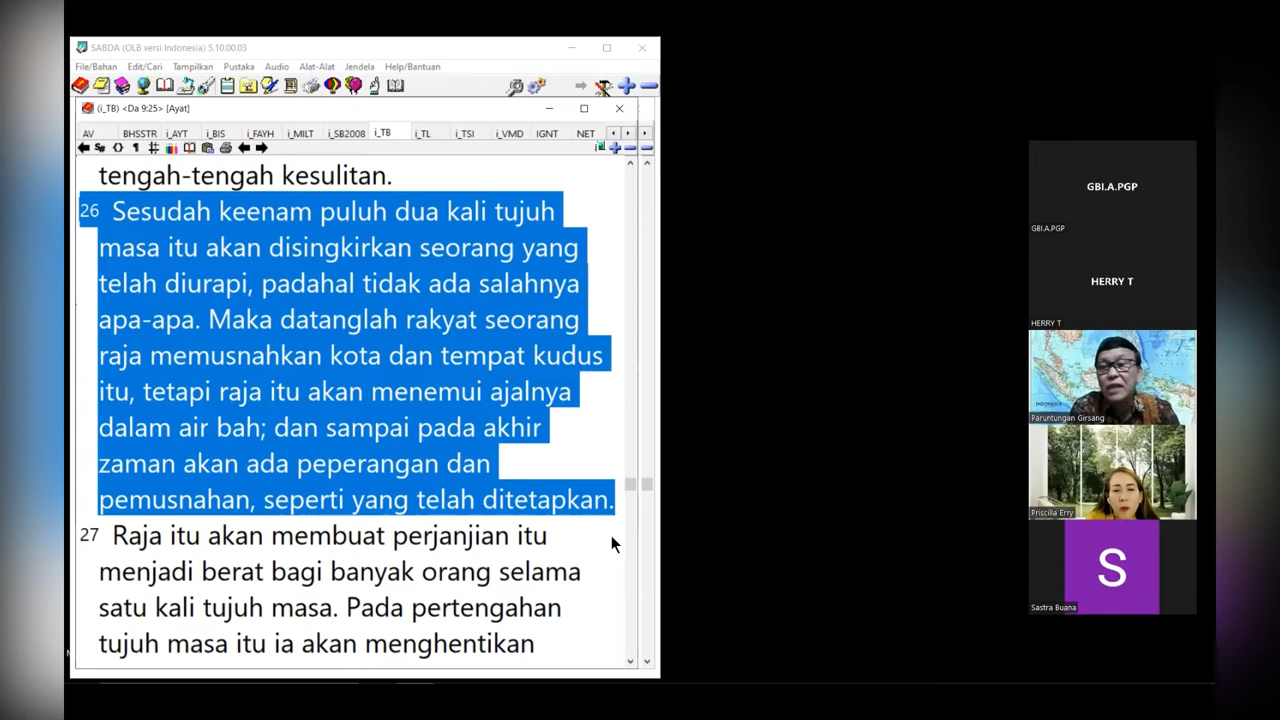 SABDA (OLB versi Indonesia) 5.10.00.03
File/Bahan Edit/Cari Tampilkan Pustaka Audio Alat-Alat Jendela Help/Bantuan
(i_TB) <Da 9:25> [Ayat]
AV BHSSTR i_AYT i_BIS i_FAYH i_MILT i_SB2008 i_TB i_TL i_TSI i_VMD IGNT NET
tengah-tengah kesulitan.
26 Sesudah keenam puluh dua kali tujuh
masa itu akan disingkirkan seorang yang
telah diurapi, padahal tidak ada salahnya
apa-apa. Maka datanglah rakyat seorang
raja memusnahkan kota dan tempat kudus
itu, tetapi raja itu akan menemui ajalnya
dalam air bah; dan sampai pada akhir
zaman akan ada peperangan dan
pemusnahan, seperti yang telah ditetapkan.
27 Raja itu akan membuat perjanjian itu
menjadi berat bagi banyak orang selama
satu kali tujuh masa. Pada pertengahan
tujuh masa itu ia akan menghentikan
GBI.A.PGP
GBI.A.PGP
HERRY T
HERRY T
INDONESIA
Paruntungan Girsang
Priscilla Erry
S
Sastra Buana